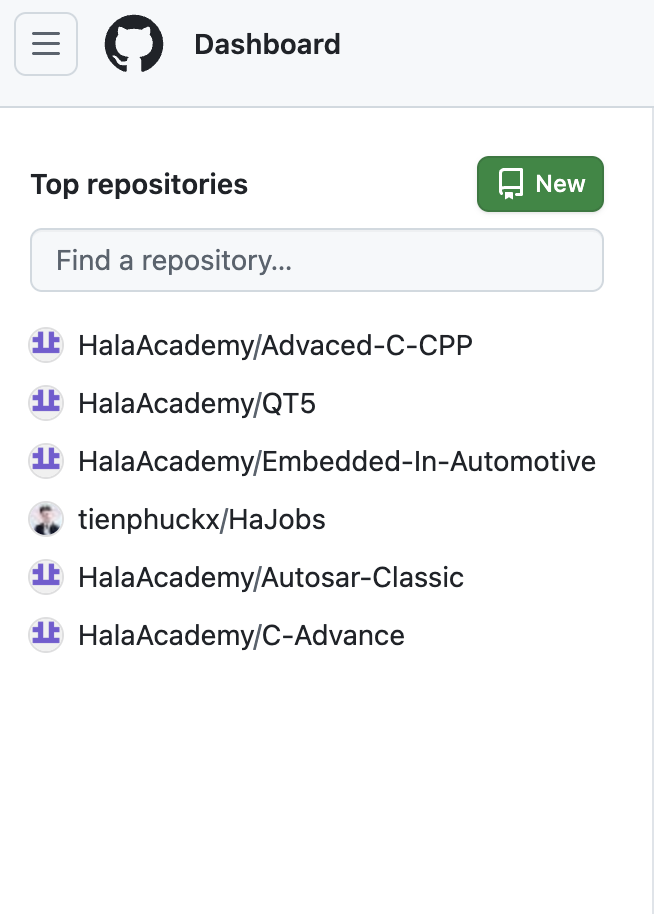 Dashboard
Top repositories
New
Find a repository...
HalaAcademy/Advaced-C-CPP
HalaAcademy/QT5
HalaAcademy/Embedded-In-Automotive
tienphuckx/HaJobs
HalaAcademy/Autosar-Classic
HalaAcademy/C-Advance